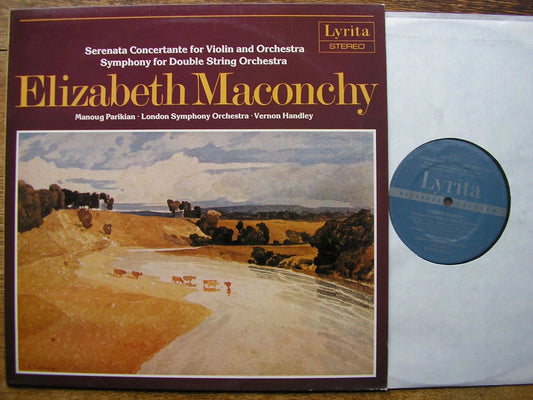 Lyrita
STEREO
Serenata Concertante for Violin and Orchestra
Symphony for Double String Orchestra
Elizabeth Maconchy
Manoug Parikian · London Symphony Orchestra · Vernon Handley
Lyrita